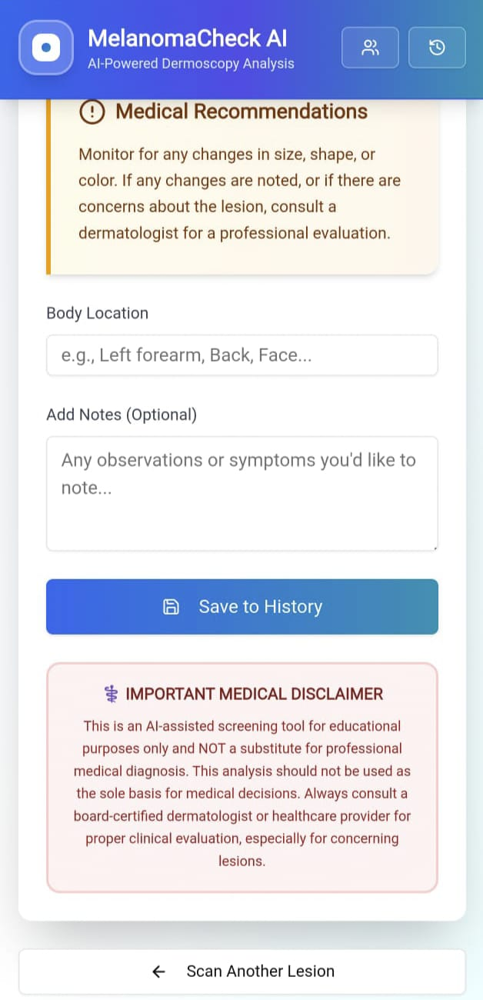 MelanomaCheck AI
AI-Powered Dermoscopy Analysis
Medical Recommendations
Monitor for any changes in size, shape, or
color. If any changes are noted, or if there are
concerns about the lesion, consult a
dermatologist for a professional evaluation.
Body Location
e.g., Left forearm, Back, Face...
Add Notes (Optional)
Any observations or symptoms you'd like to
note...
Save to History
IMPORTANT MEDICAL DISCLAIMER
This is an AI-assisted screening tool for educational
purposes only and NOT a substitute for professional
medical diagnosis. This analysis should not be used as
the sole basis for medical decisions. Always consult a
board-certified dermatologist or healthcare provider for
proper clinical evaluation, especially for concerning
lesions.
Scan Another Lesion